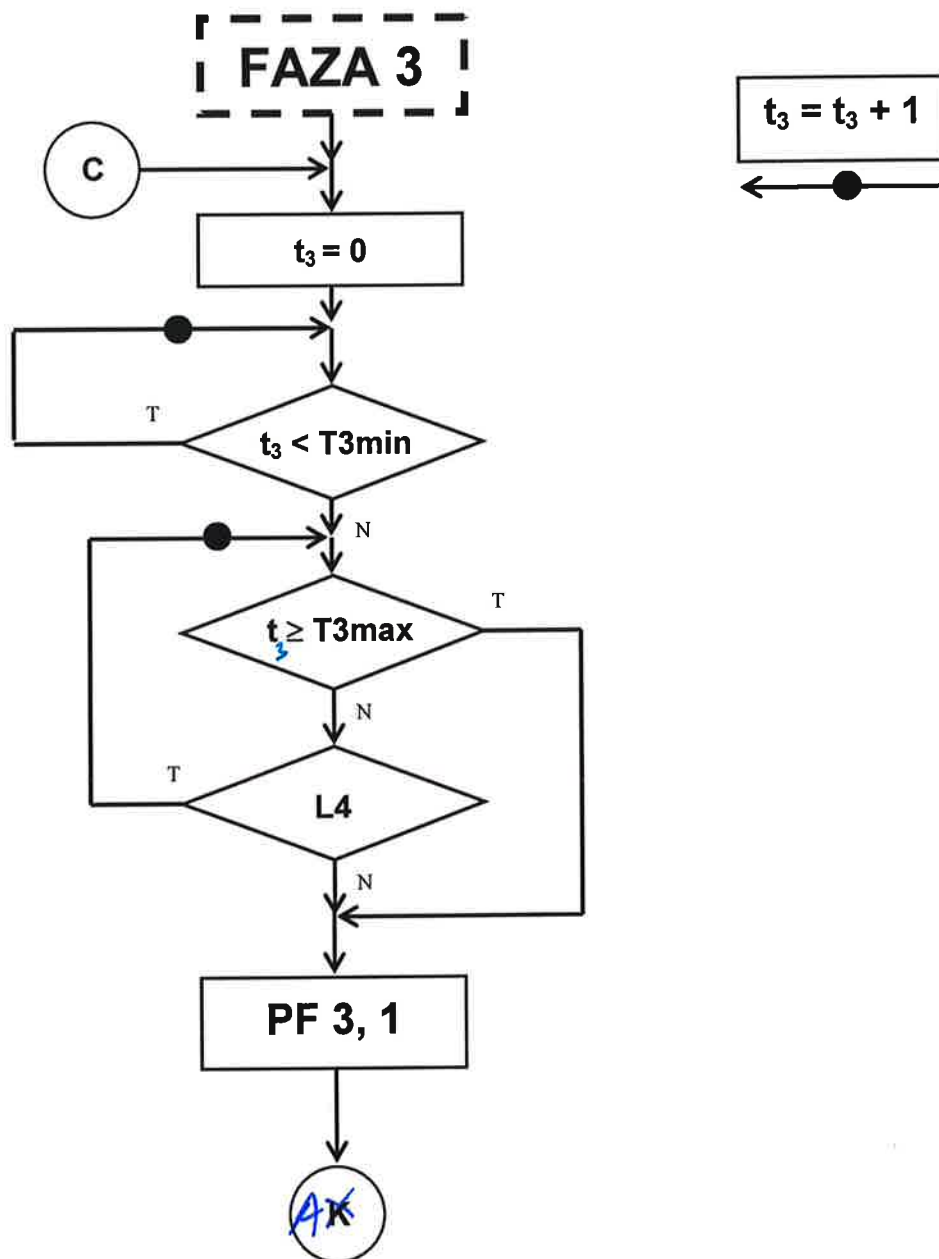 FAZA 3
t₃ = t₃ + 1
C
t₃ = 0
T
t₃ < T3min
N
T
t₃ ≥ T3max
N
T
L4
N
PF 3, 1
A K